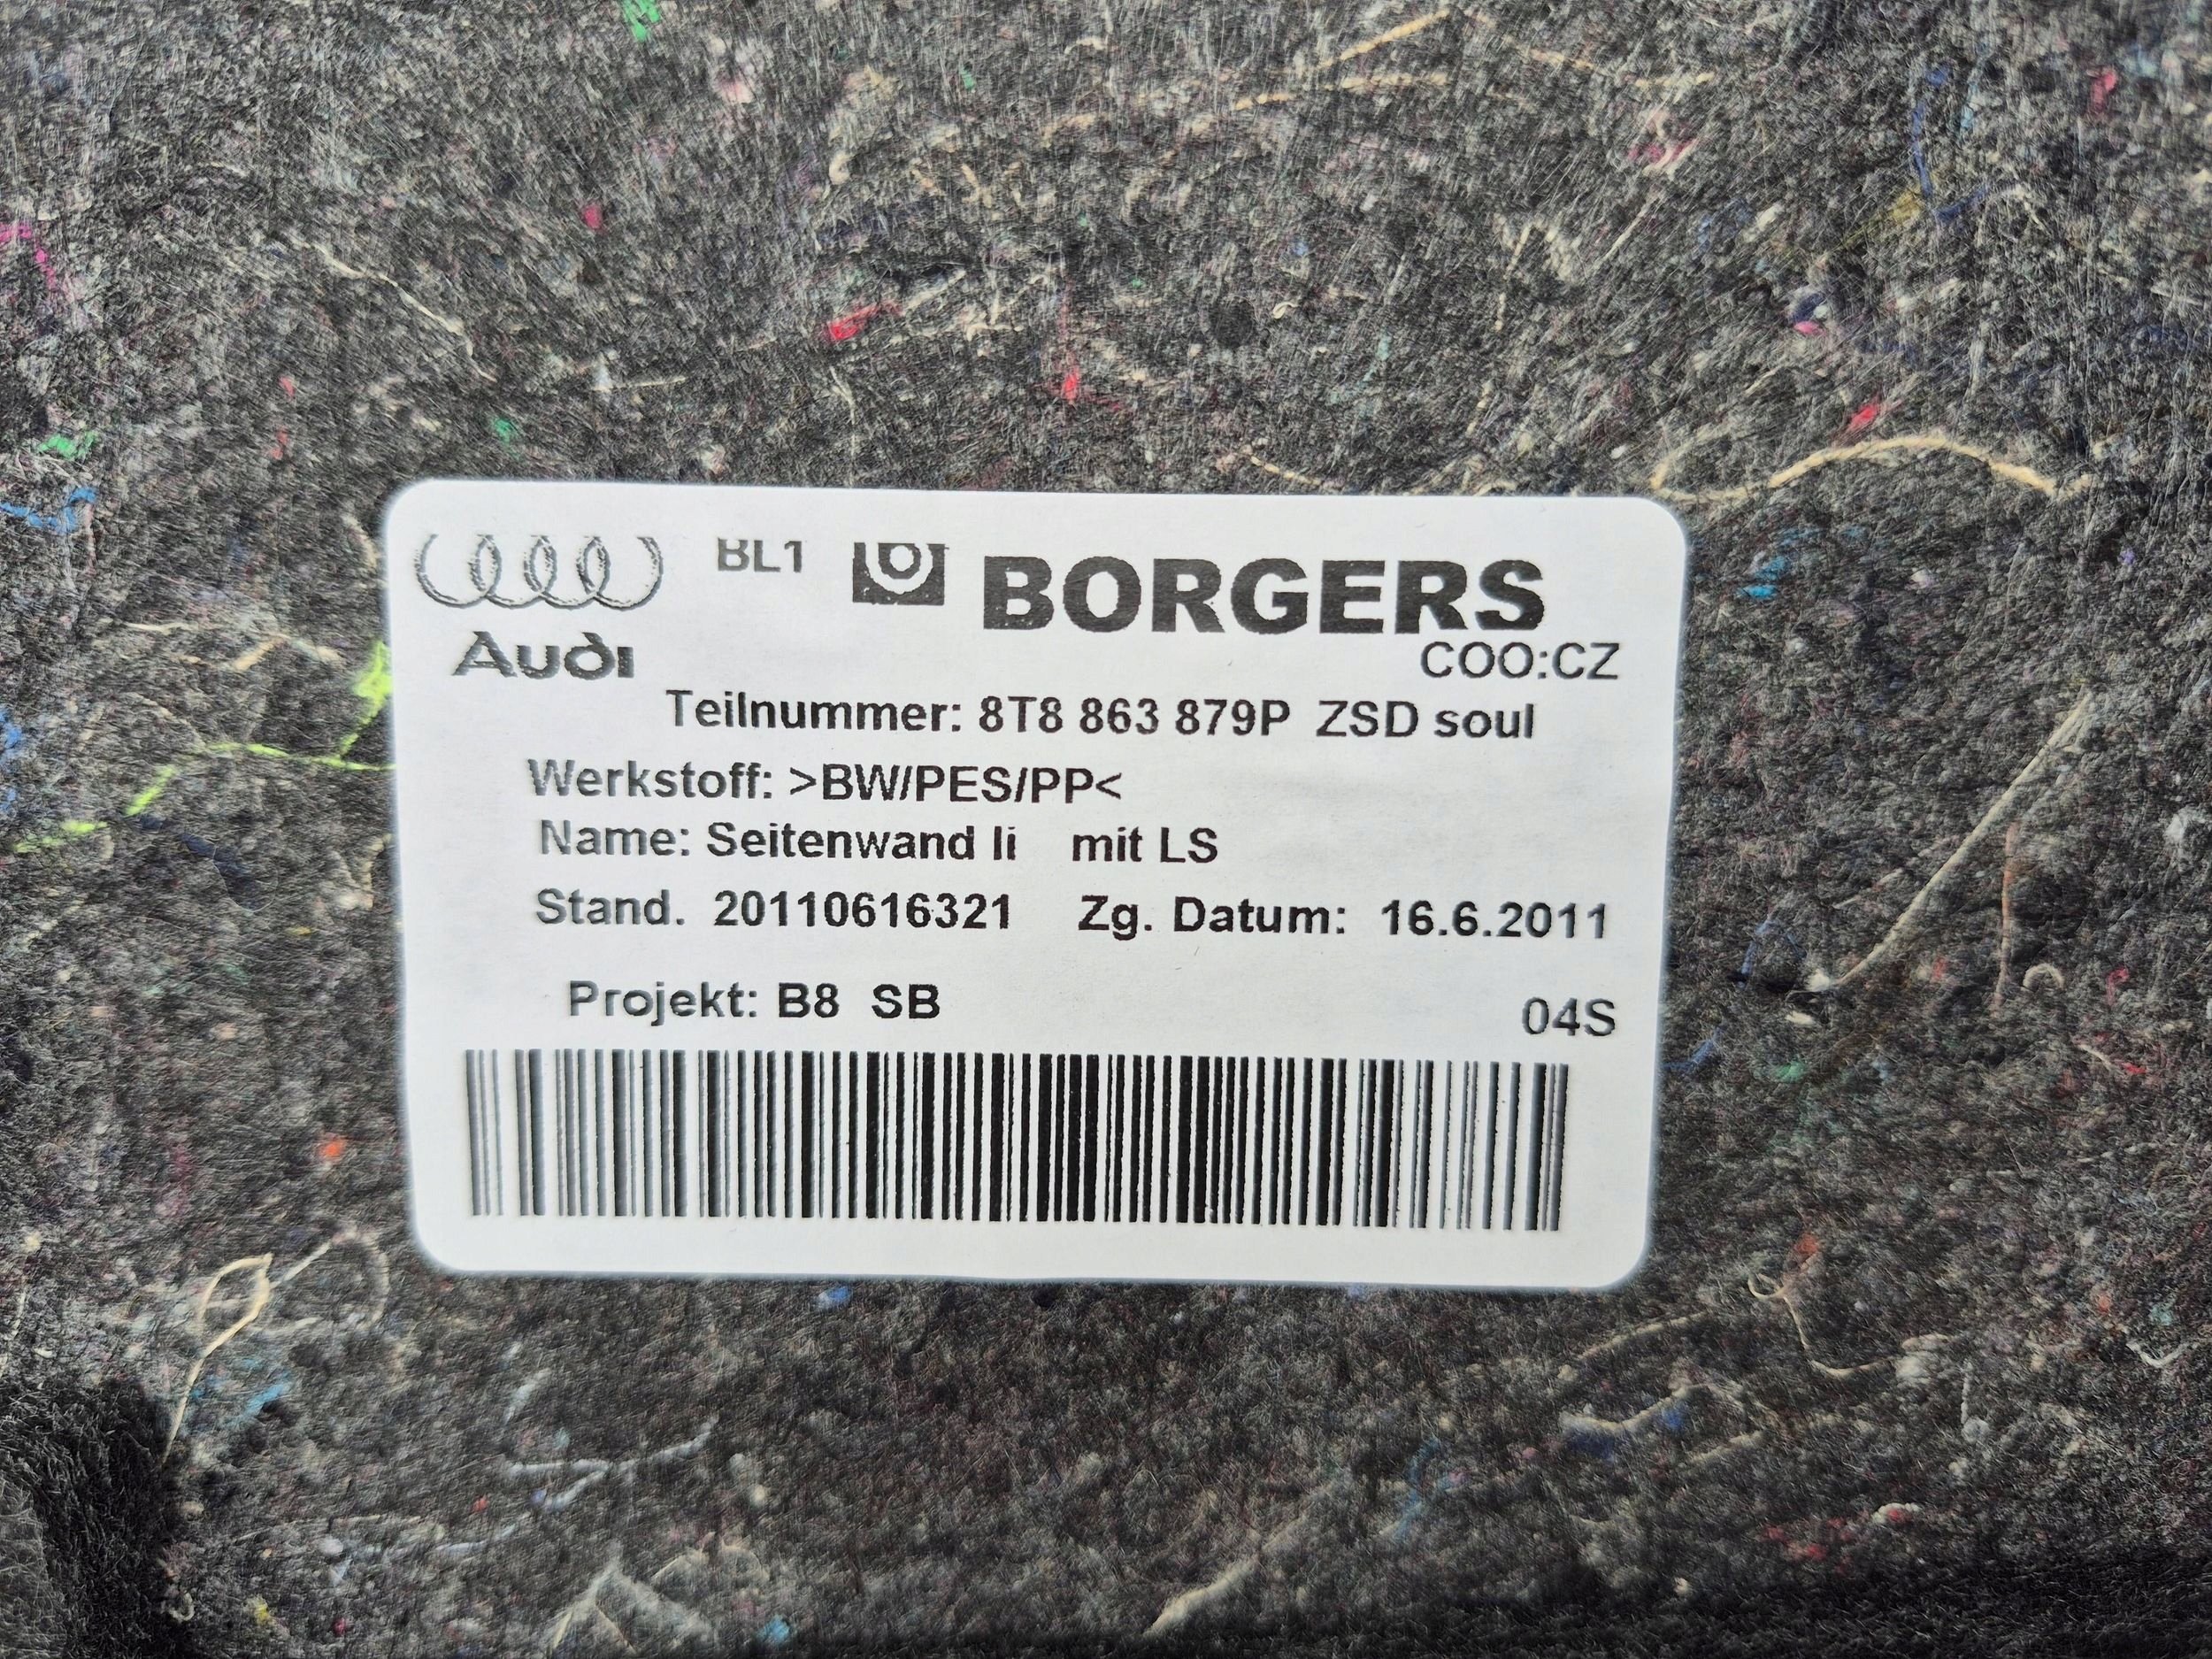 BL1 BORGERS
Audi COO:CZ
Teilnummer: 8T8 863 879P ZSD soul
Werkstoff: >BW/PES/PP<
Name: Seitenwand li mit LS
Stand. 20110616321 Zg. Datum: 16.6.2011
Projekt: B8 SB 04S